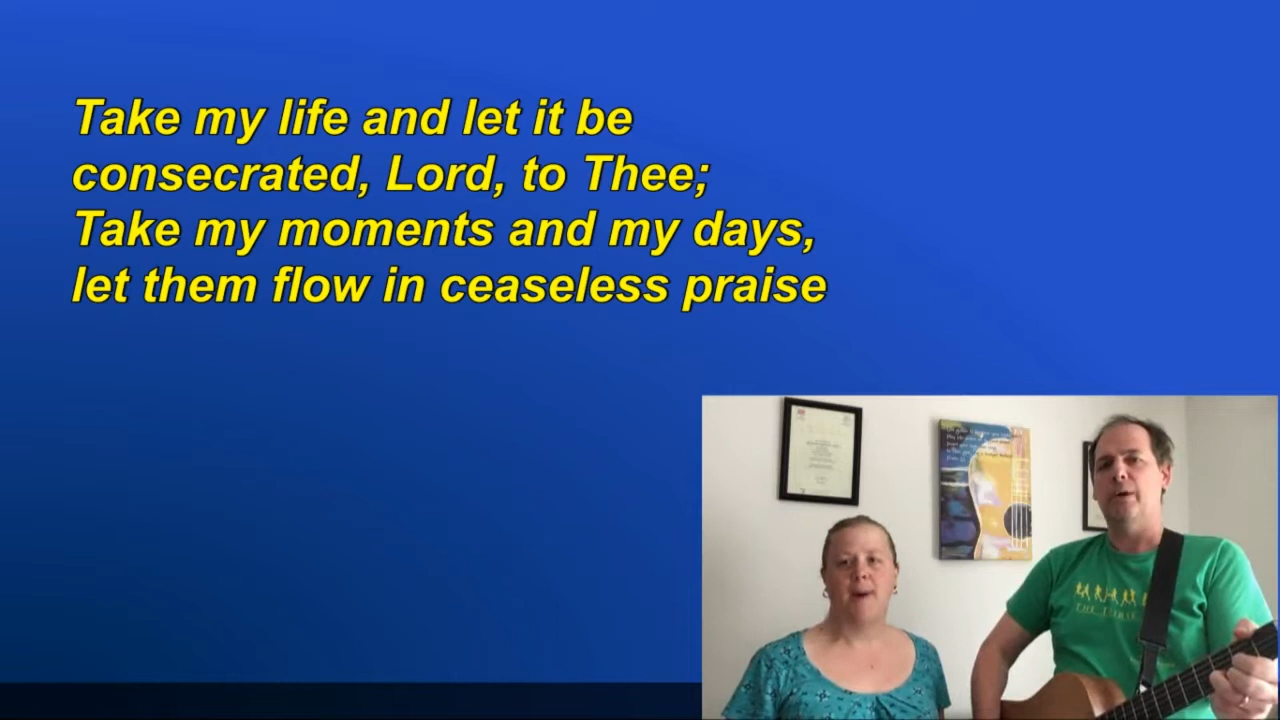 Take my life and let it be
consecrated, Lord, to Thee;
Take my moments and my days,
let them flow in ceaseless praise